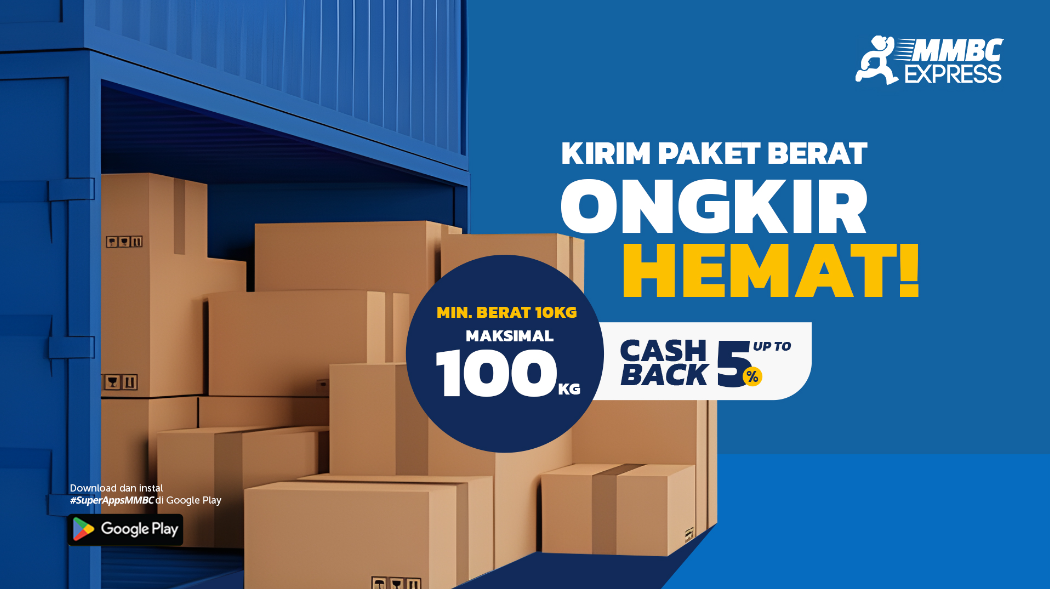 MMBC
EXPRESS
KIRIM PAKET BERAT
ONGKIR
HEMAT!
MIN. BERAT 10KG
MAKSIMAL
100 KG
CASH
BACK
5%
UP TO
Download dan instal
#SuperAppsMMBC di Google Play
Google Play